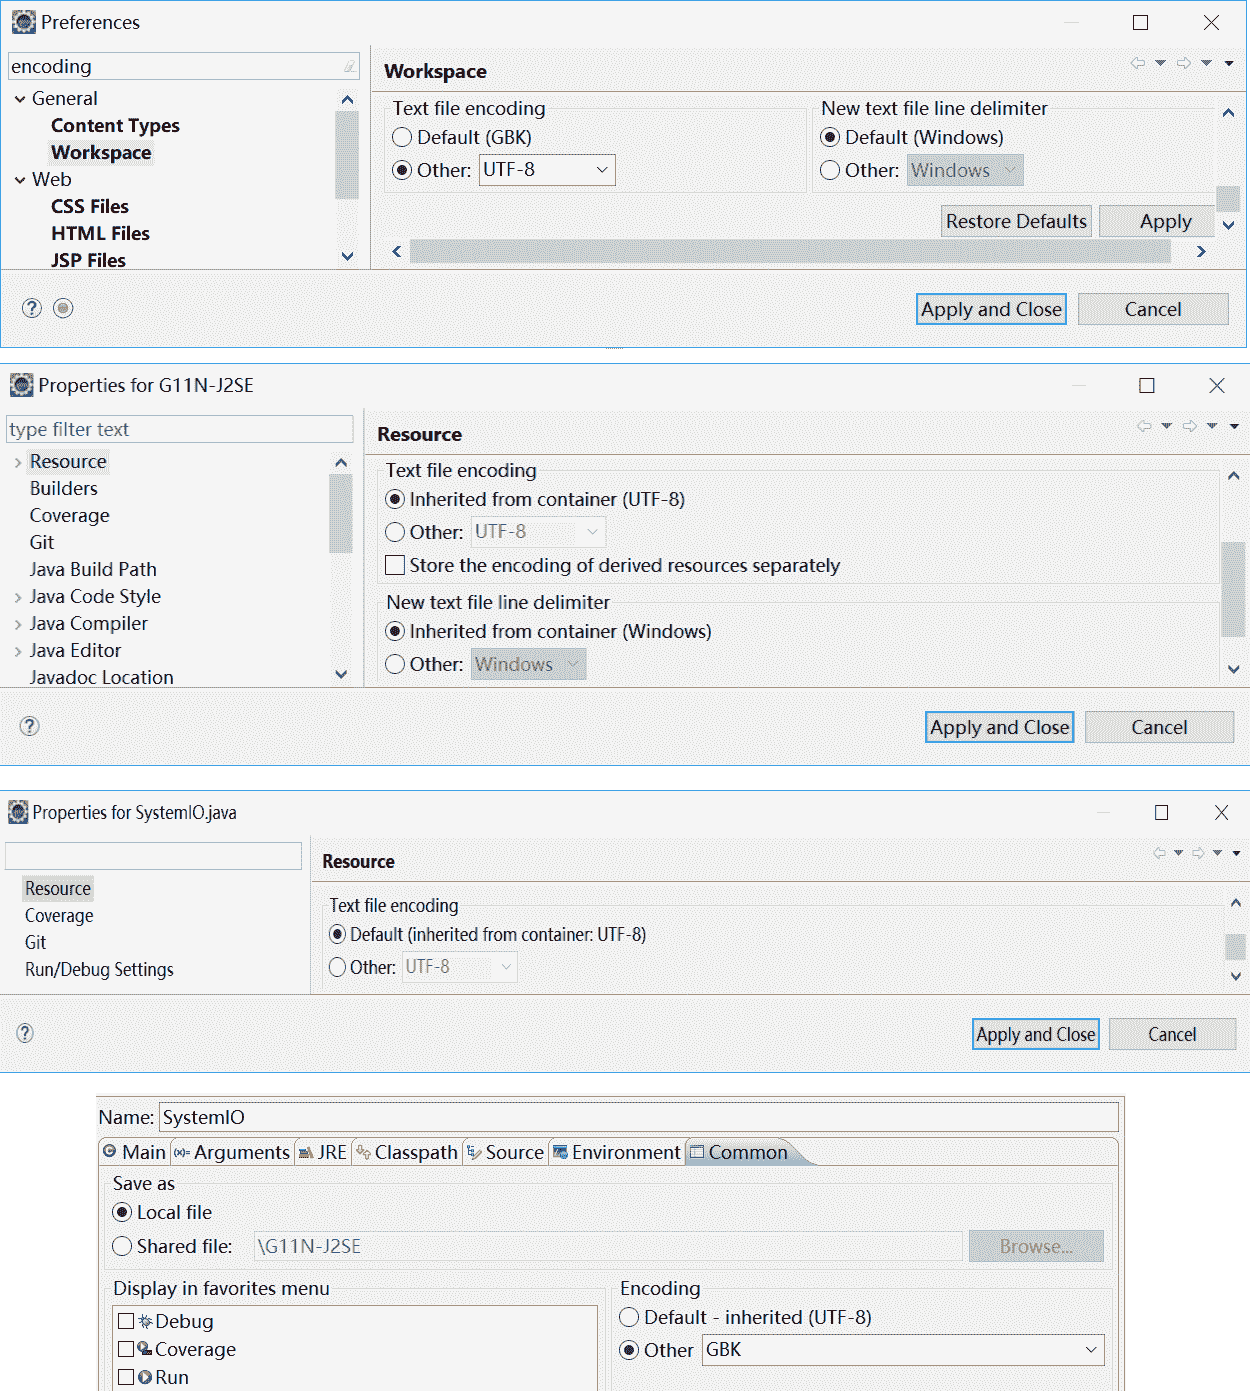 Preferences
encoding
General
Content Types
Workspace
Web
CSS Files
HTML Files
JSP Files
Workspace
Text file encoding
Default (GBK)
Other: UTF-8
New text file line delimiter
Default (Windows)
Other: Windows
Restore Defaults Apply
? Apply and Close Cancel
Properties for G11N-J2SE
type filter text
Resource
Builders
Coverage
Git
Java Build Path
Java Code Style
Java Compiler
Java Editor
Javadoc Location
Resource
Text file encoding
Inherited from container (UTF-8)
Other: UTF-8
Store the encoding of derived resources separately
New text file line delimiter
Inherited from container (Windows)
Other: Windows
? Apply and Close Cancel
Properties for SystemIO.java
Resource
Coverage
Git
Run/Debug Settings
Resource
Text file encoding
Default (inherited from container: UTF-8)
Other: UTF-8
? Apply and Close Cancel
Name: SystemIO
Main (x)= Arguments JRE Classpath Source Environment Common
Save as
Local file
Shared file: \G11N-J2SE Browse...
Display in favorites menu
Debug
Coverage
Run
Encoding
Default - inherited (UTF-8)
Other GBK